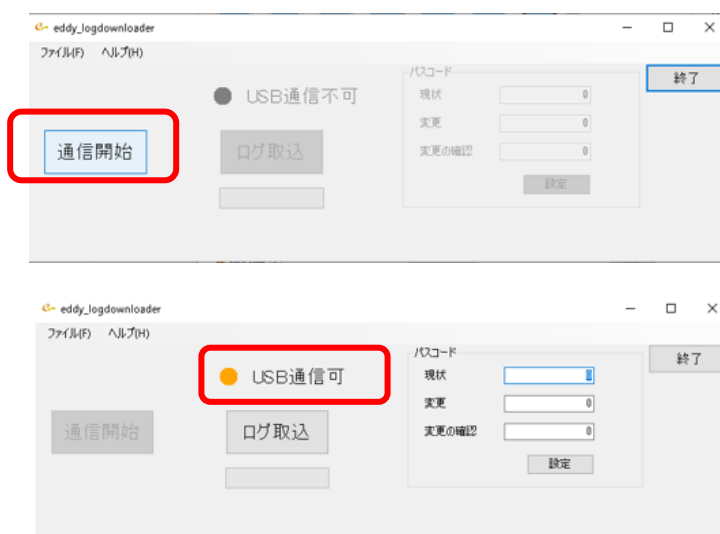 eddy_logdownloader
ファイル(F) ヘルプ(H)
パスコード
終了
USB通信不可
現状 0
変更 0
通信開始
ログ取込
変更の確認 0
設定
eddy_logdownloader
ファイル(F) ヘルプ(H)
パスコード
終了
USB通信可
現状 0
変更 0
通信開始
ログ取込
変更の確認 0
設定